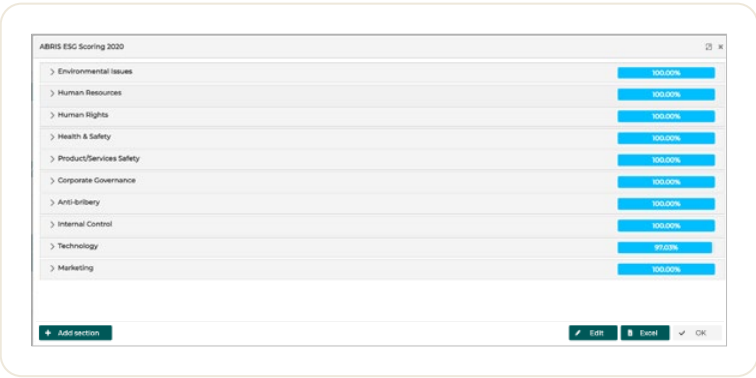 ABRIS ESG Scoring 2020
Environmental Issues 100.00%
Human Resources 100.00%
Human Rights 100.00%
Health & Safety 100.00%
Product/Services Safety 100.00%
Corporate Governance 100.00%
Anti-bribery 100.00%
Internal Control 100.00%
Technology 97.03%
Marketing 100.00%
+ Add section Edit Excel OK